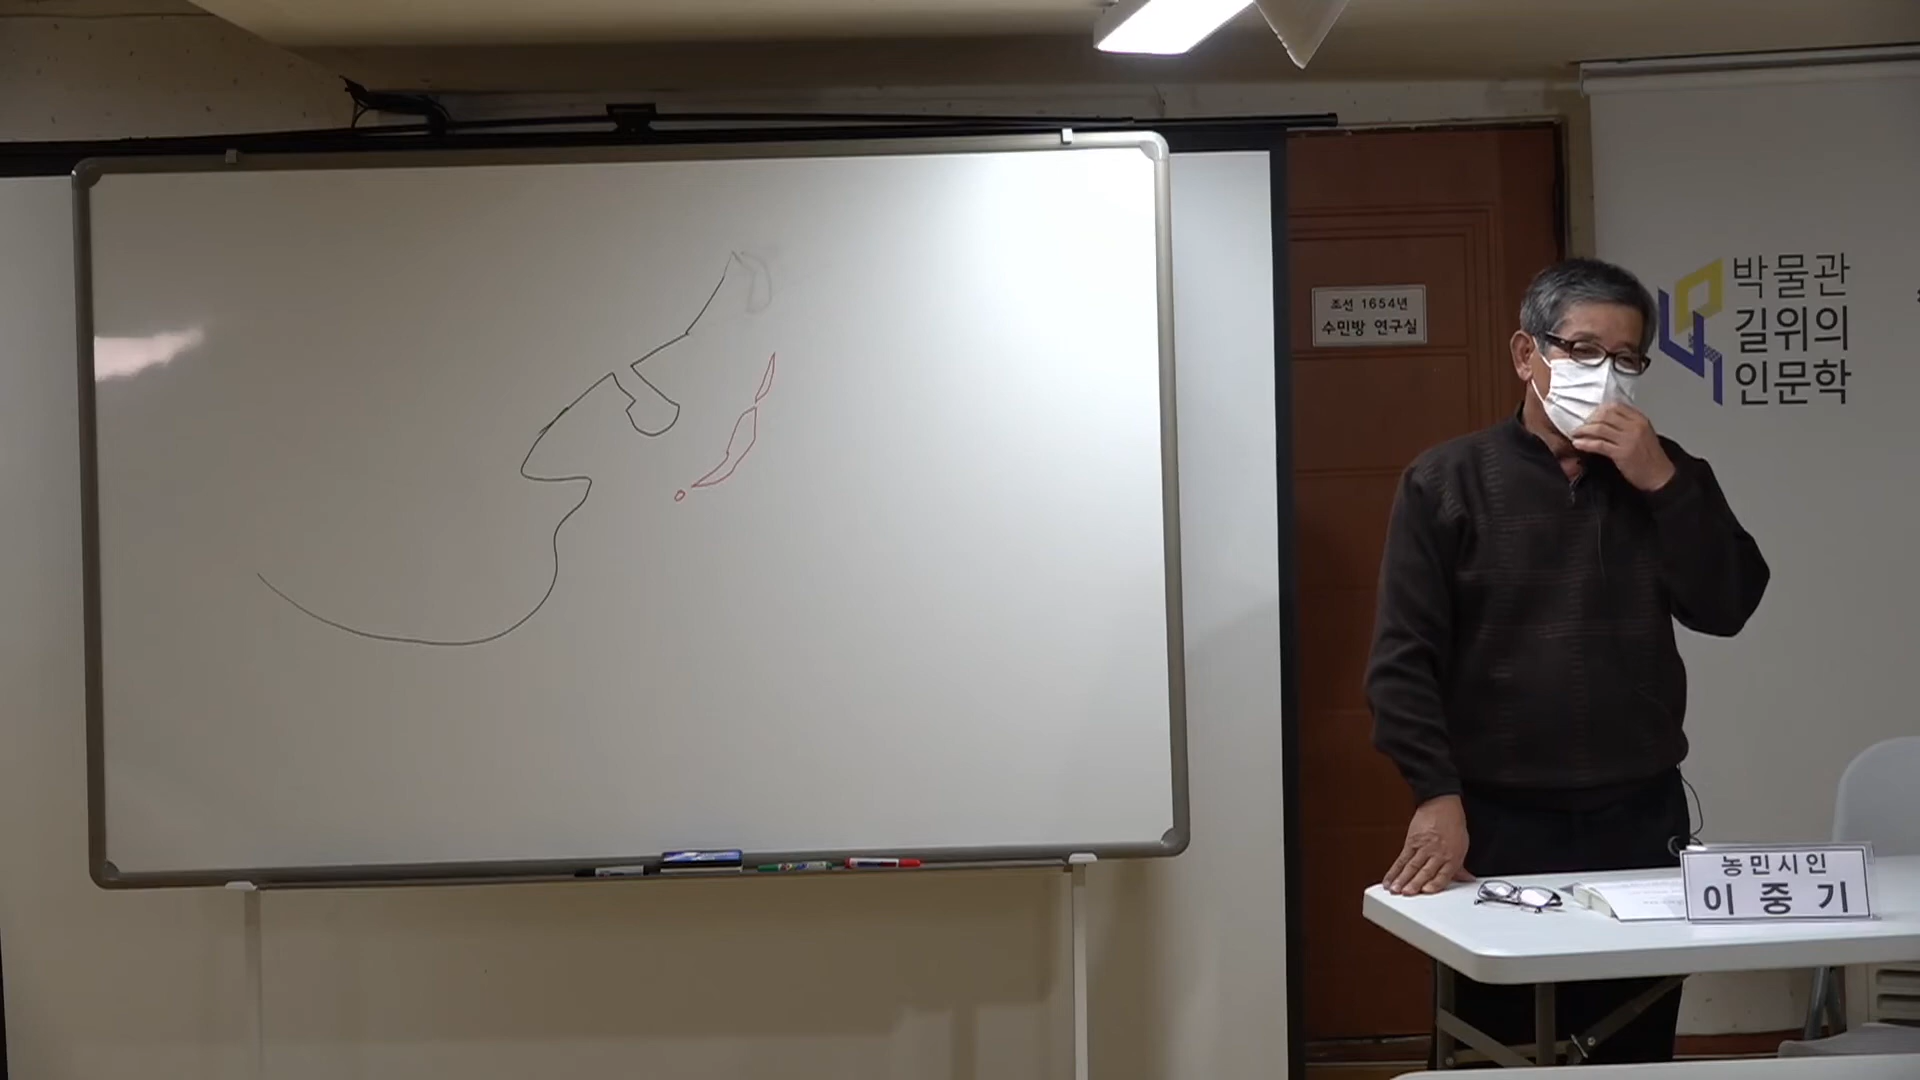 조선 1654년
수민방 연구실
박물관
길위의
인문학
농민시인
이중기